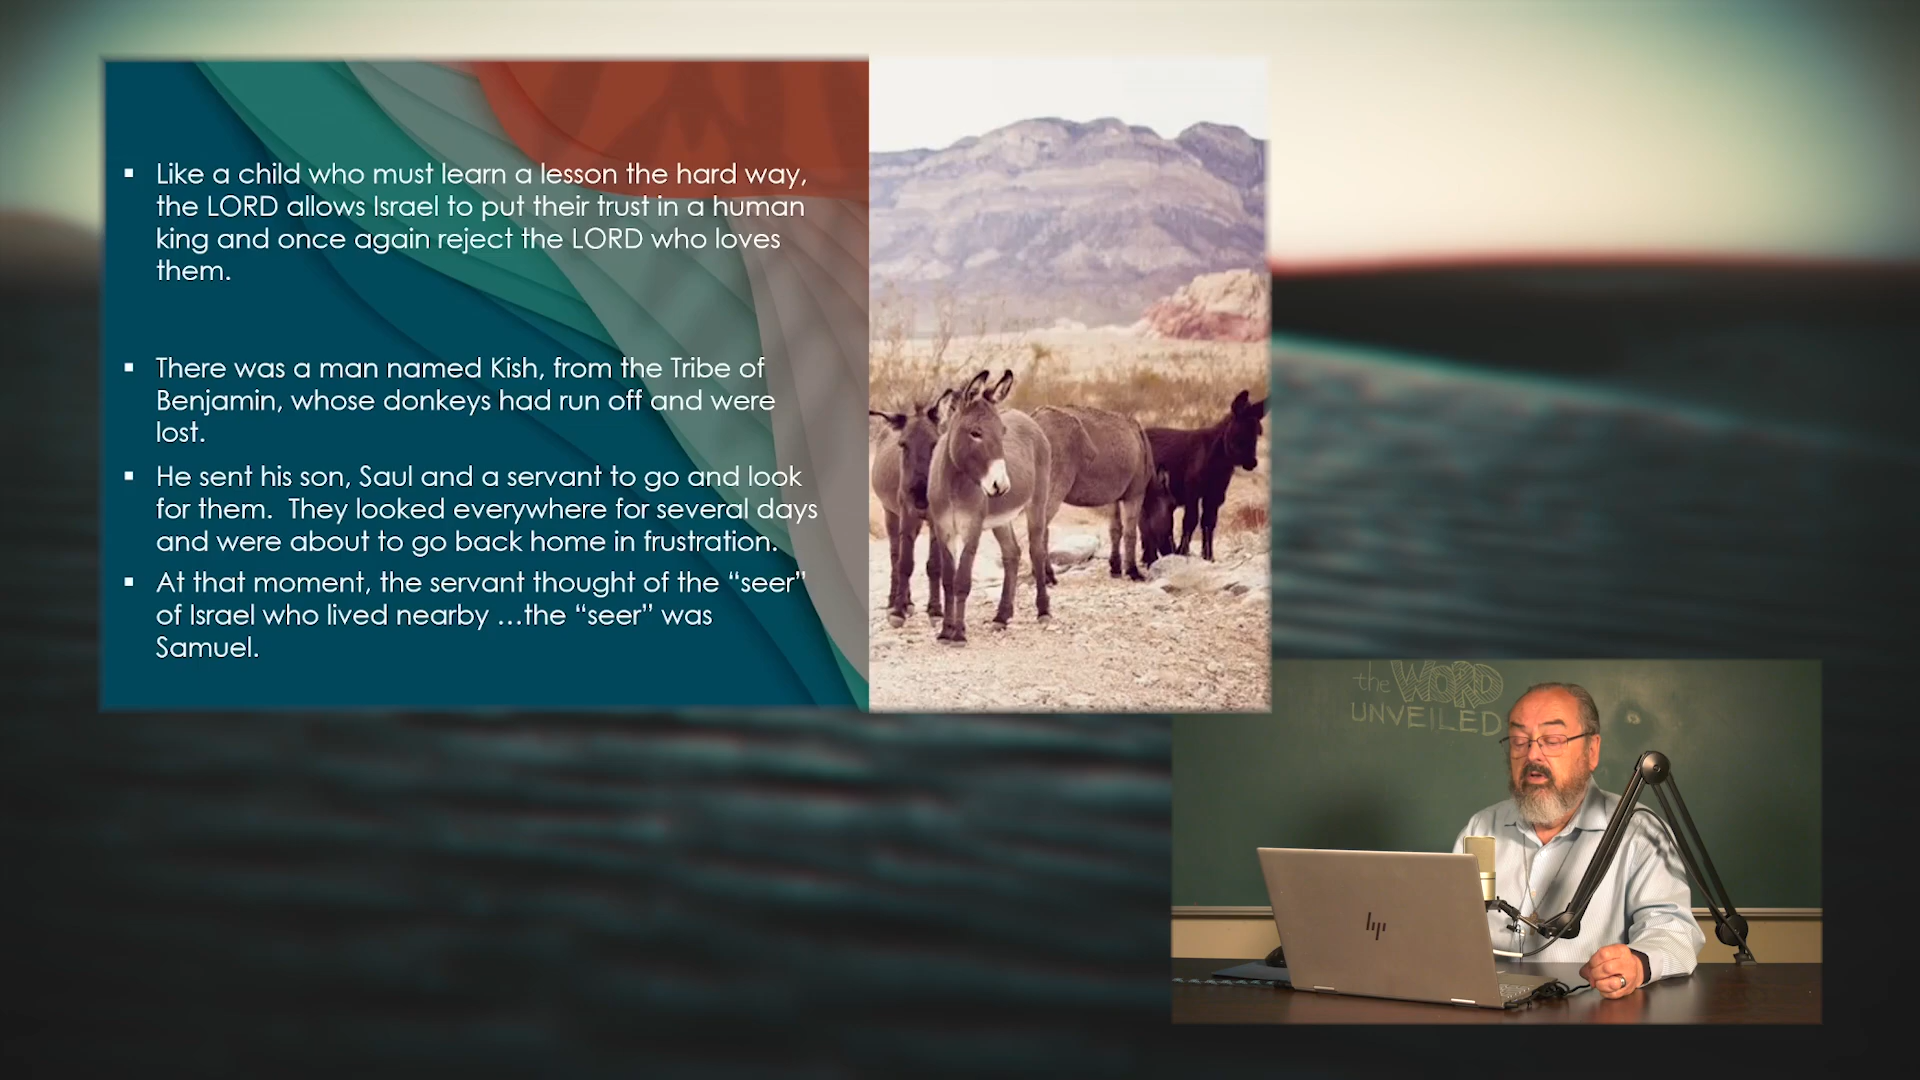 ▪ Like a child who must learn a lesson the hard way,
the LORD allows Israel to put their trust in a human
king and once again reject the LORD who loves
them.
▪ There was a man named Kish, from the Tribe of
Benjamin, whose donkeys had run off and were
lost.
▪ He sent his son, Saul and a servant to go and look
for them.  They looked everywhere for several days
and were about to go back home in frustration.
▪ At that moment, the servant thought of the “seer”
of Israel who lived nearby …the “seer” was
Samuel.
the WORD
UNVEILED
hp